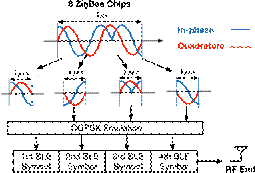 8 ZigBee Chips
In-phase
Quadrature
OQPSK Emulation
1st BLE 2nd BLE 3rd BLE 4th BLE
Symbol Symbol Symbol Symbol
RF End